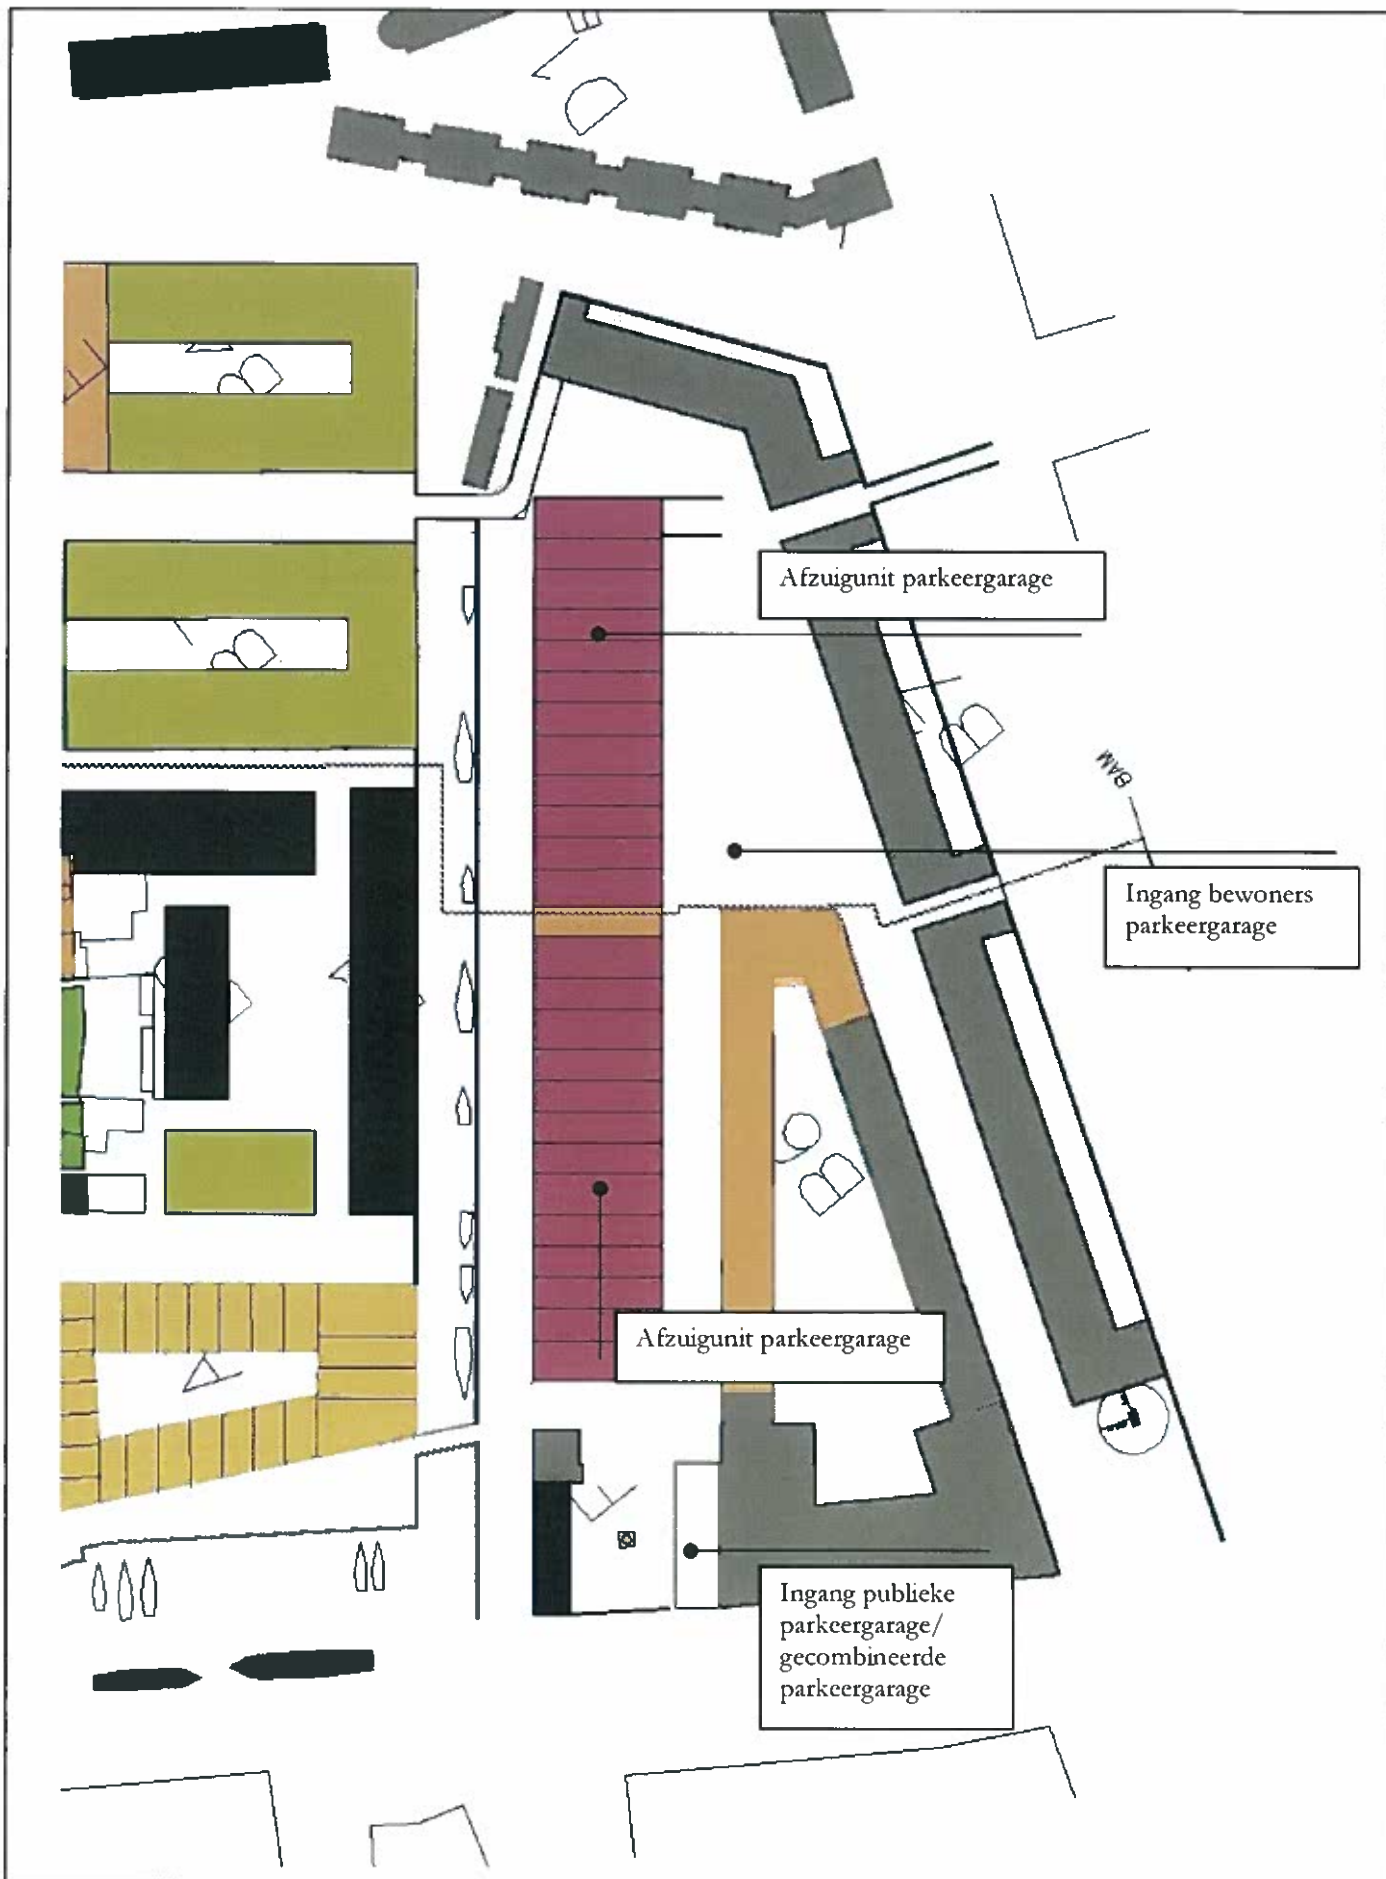 Afzuigunit parkeergarage
BAM
Ingang bewoners
parkeergarage
Afzuigunit parkeergarage
Ingang publieke
parkeergarage/
gecombineerde
parkeergarage